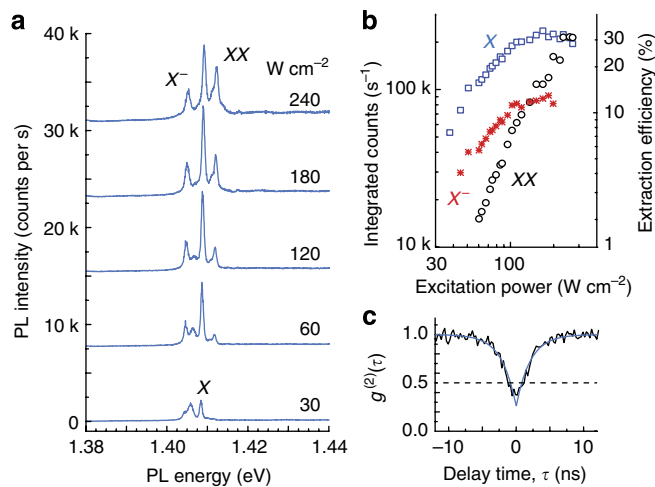 a
40 k
30 k
20 k
10 k
0
PL intensity (counts per s)
1.38
1.40
1.42
1.44
PL energy (eV)
X⁻
XX
W cm⁻²
240
180
120
60
X
30
b
100 k
10 k
Integrated counts (s⁻¹)
30
100
Excitation power (W cm⁻²)
X
X⁻
XX
30
20
10
1
Extraction efficiency (%)
c
1.0
0.5
0.0
g⁽²⁾(τ)
−10
0
10
Delay time, τ (ns)